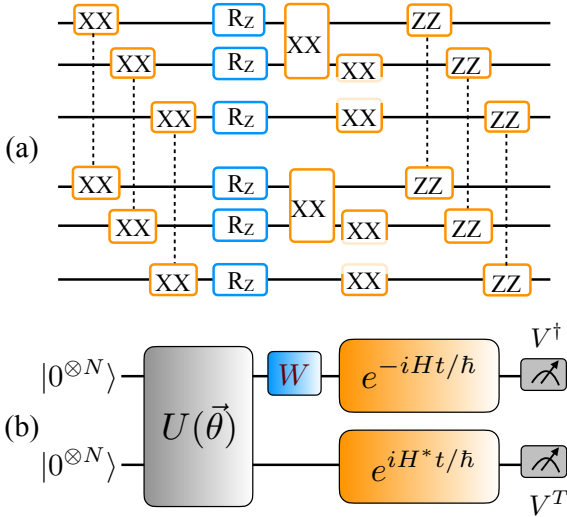 XX R_Z XX ZZ
XX R_Z XX ZZ
XX R_Z XX ZZ
(a)
XX R_Z XX ZZ
XX R_Z XX ZZ
XX R_Z XX ZZ
V^†
|0^{⊗N}⟩ W e^{-iHt/ħ}
(b) U(\vec{θ})
|0^{⊗N}⟩ e^{iH^*t/ħ}
V^T